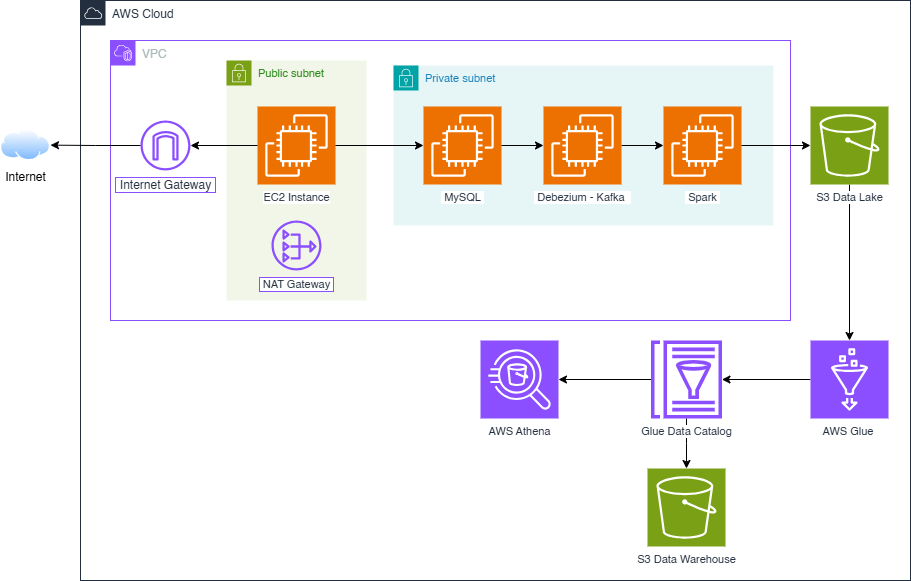 AWS Cloud
VPC
Public subnet
Private subnet
Internet
Internet Gateway
EC2 Instance
MySQL
Debezium - Kafka
Spark
S3 Data Lake
NAT Gateway
AWS Athena
Glue Data Catalog
AWS Glue
S3 Data Warehouse